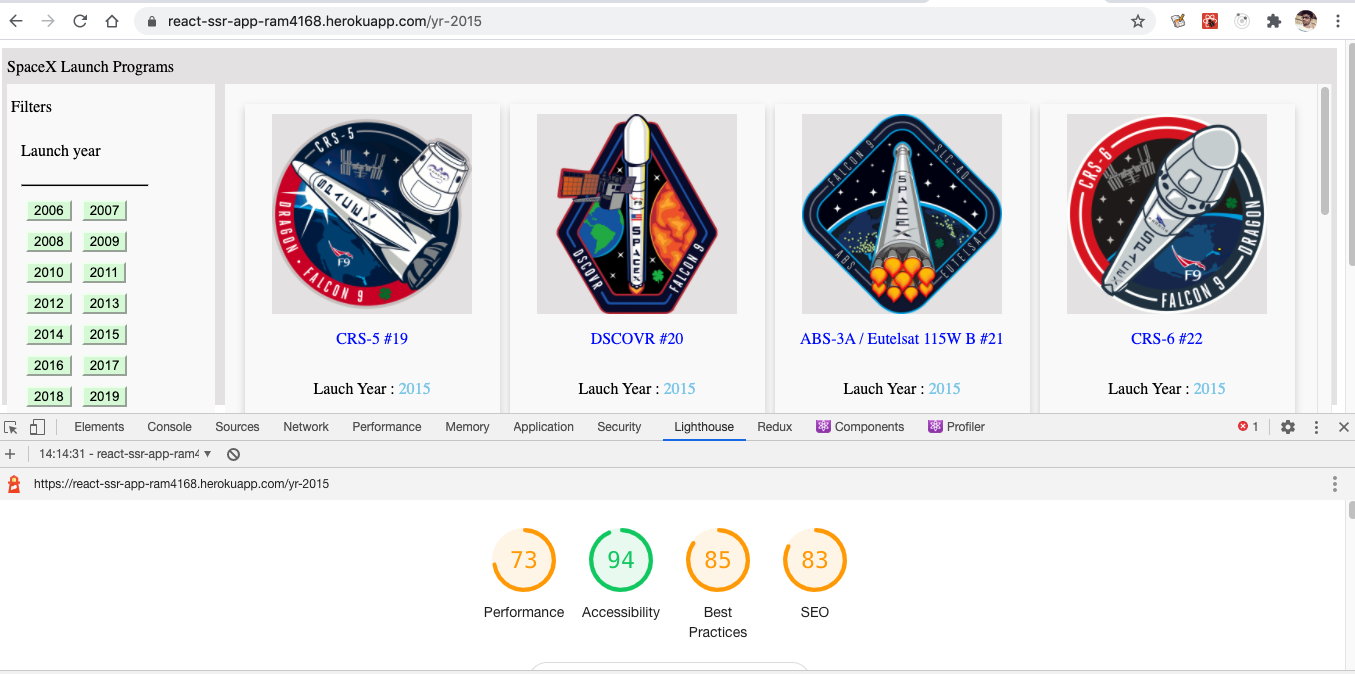 react-ssr-app-ram4168.herokuapp.com/yr-2015
SpaceX Launch Programs
Filters
Launch year
2006 2007
2008 2009
2010 2011
2012 2013
2014 2015
2016 2017
2018 2019
CRS-5
SPACEX
F9
DRAGON • FALCON 9
CRS-5 #19
Lauch Year : 2015
SPACEX
DSCOVR
FALCON 9
DSCOVR #20
Lauch Year : 2015
FALCON 9
SLC-40
SPACEX
ABS
EUTELSAT
ABS-3A / Eutelsat 115W B #21
Lauch Year : 2015
CRS-6
SPACEX
F9
DRAGON
FALCON 9
CRS-6 #22
Lauch Year : 2015
Elements Console Sources Network Performance Memory Application Security Lighthouse Redux Components Profiler 1
14:14:31 - react-ssr-app-ram4
https://react-ssr-app-ram4168.herokuapp.com/yr-2015
73 94 85 83
Performance Accessibility Best Practices SEO